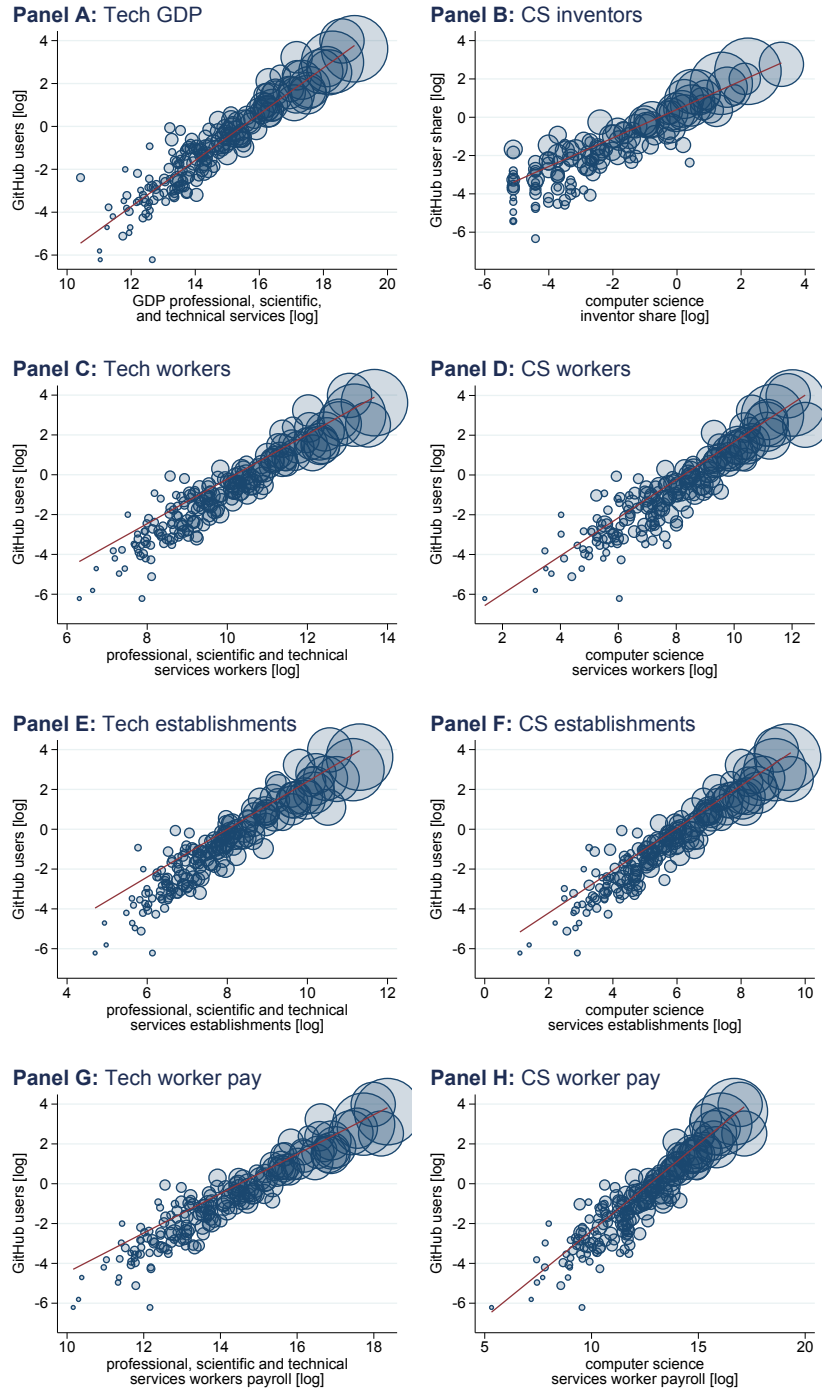 Panel A: Tech GDP
GitHub users [log]
4
2
0
-2
-4
-6
10
12
14
16
18
20
GDP professional, scientific,
and technical services [log]
Panel B: CS inventors
GitHub user share [log]
4
2
0
-2
-4
-6
-6
-4
-2
0
2
4
computer science
inventor share [log]
Panel C: Tech workers
GitHub users [log]
4
2
0
-2
-4
-6
6
8
10
12
14
professional, scientific and technical
services workers [log]
Panel D: CS workers
GitHub users [log]
4
2
0
-2
-4
-6
2
4
6
8
10
12
computer science
services workers [log]
Panel E: Tech establishments
GitHub users [log]
4
2
0
-2
-4
-6
4
6
8
10
12
professional, scientific and technical
services establishments [log]
Panel F: CS establishments
GitHub users [log]
4
2
0
-2
-4
-6
0
2
4
6
8
10
computer science
services establishments [log]
Panel G: Tech worker pay
GitHub users [log]
4
2
0
-2
-4
-6
10
12
14
16
18
professional, scientific and technical
services workers payroll [log]
Panel H: CS worker pay
GitHub users [log]
4
2
0
-2
-4
-6
5
10
15
20
computer science
services worker payroll [log]